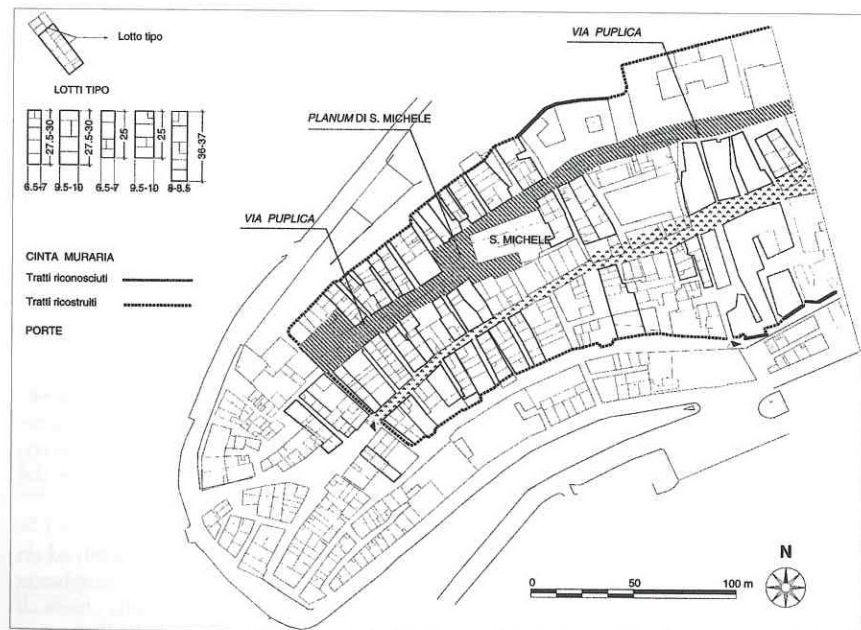 Lotto tipo
LOTTI TIPO
27.5-30
27.5-30
25
25
36-37
6.5-7
9.5-10
6.5-7
9.5-10
8-8.5
CINTA MURARIA
Tratti riconosciuti
Tratti ricostruiti
PORTE
VIA PUPLICA
PLANUM DI S. MICHELE
VIA PUPLICA
S. MICHELE
N
0 50 100 m